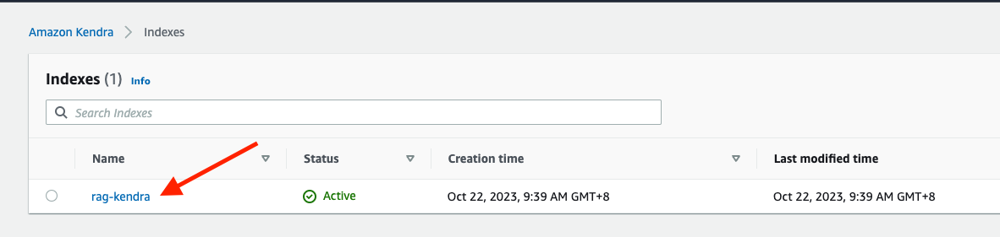 Amazon Kendra > Indexes
Indexes (1) Info
Search Indexes
Name Status Creation time Last modified time
rag-kendra Active Oct 22, 2023, 9:39 AM GMT+8 Oct 22, 2023, 9:39 AM GMT+8